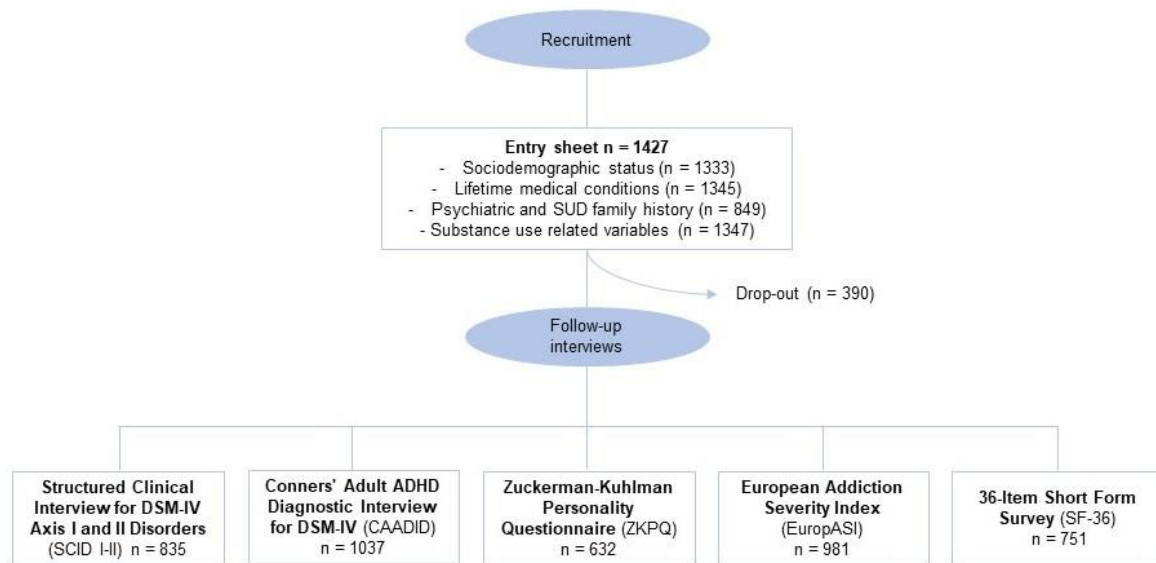 Recruitment
Entry sheet n = 1427
- Sociodemographic status (n = 1333)
- Lifetime medical conditions (n = 1345)
- Psychiatric and SUD family history (n = 849)
- Substance use related variables (n = 1347)
Drop-out (n = 390)
Follow-up
interviews
Structured Clinical
Interview for DSM-IV
Axis I and II Disorders
(SCID I-II) n = 835
Conners' Adult ADHD
Diagnostic Interview
for DSM-IV (CAADID)
n = 1037
Zuckerman-Kuhlman
Personality
Questionnaire (ZKPQ)
n = 632
European Addiction
Severity Index
(EuropASI)
n = 981
36-Item Short Form
Survey (SF-36)
n = 751